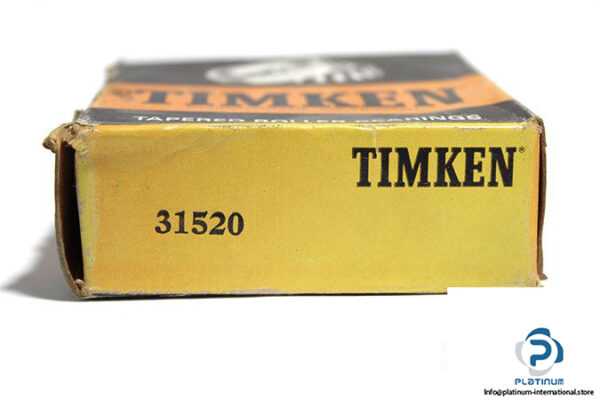 TIMKEN
TAPERED ROLLER BEARINGS
TIMKEN®
31520
PLATINUM
Info@platinum-international.store